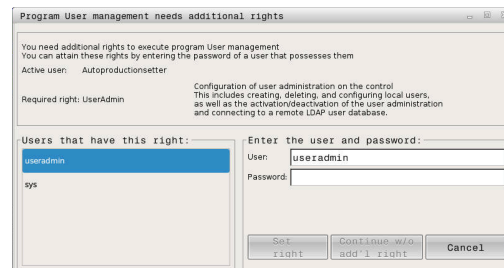 Program User management needs additional rights
You need additional rights to execute program User management
You can attain these rights by entering the password of a user that possesses them
Active user: Autoproductionsetter
Required right: UserAdmin
Configuration of user administration on the control
This includes creating, deleting, and configuring local users,
as well as the activation/deactivation of the user administration
and connecting to a remote LDAP user database.
Users that have this right:
useradmin
sys
Enter the user and password:
User: useradmin
Password:
Set right
Continue w/o add'l right
Cancel